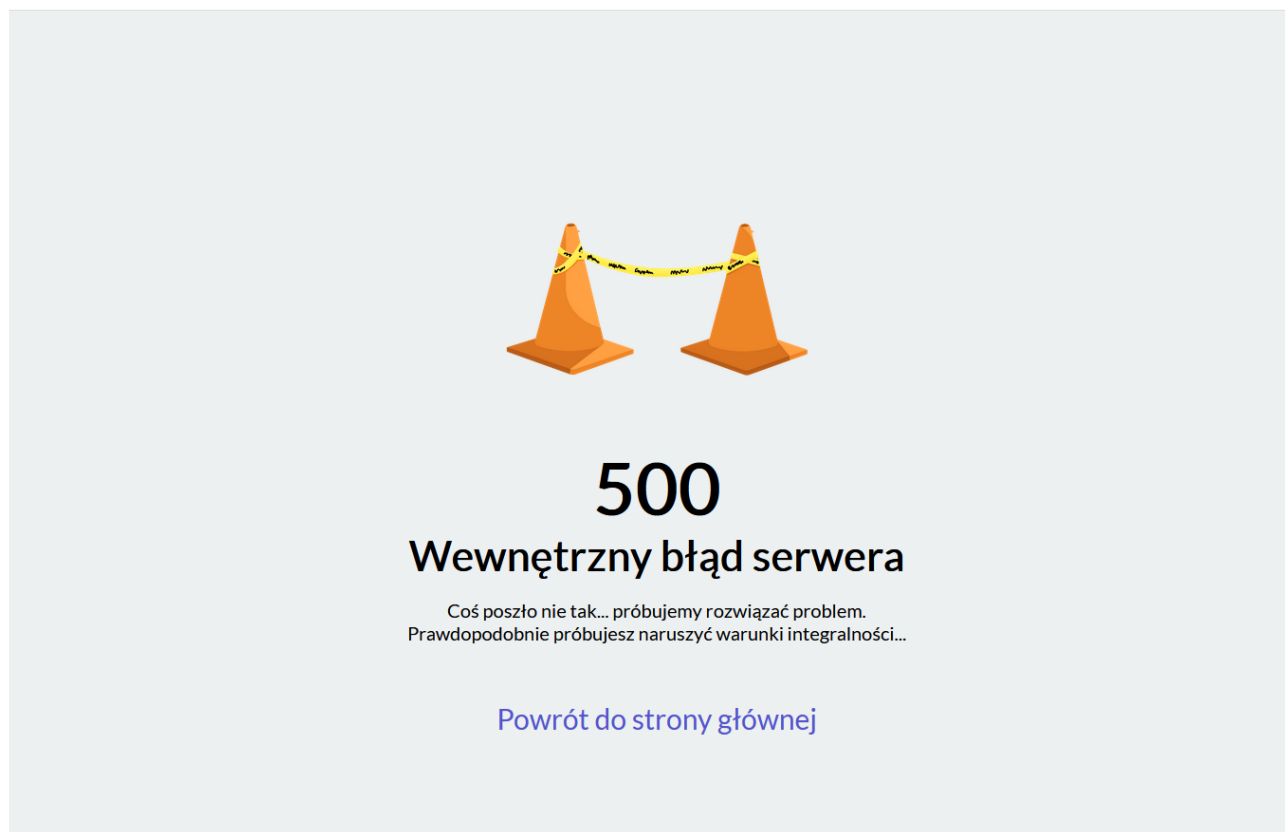 500
Wewnętrzny błąd serwera
Coś poszło nie tak... próbujemy rozwiązać problem.
Prawdopodobnie próbujesz naruszyć warunki integralności...
Powrót do strony głównej